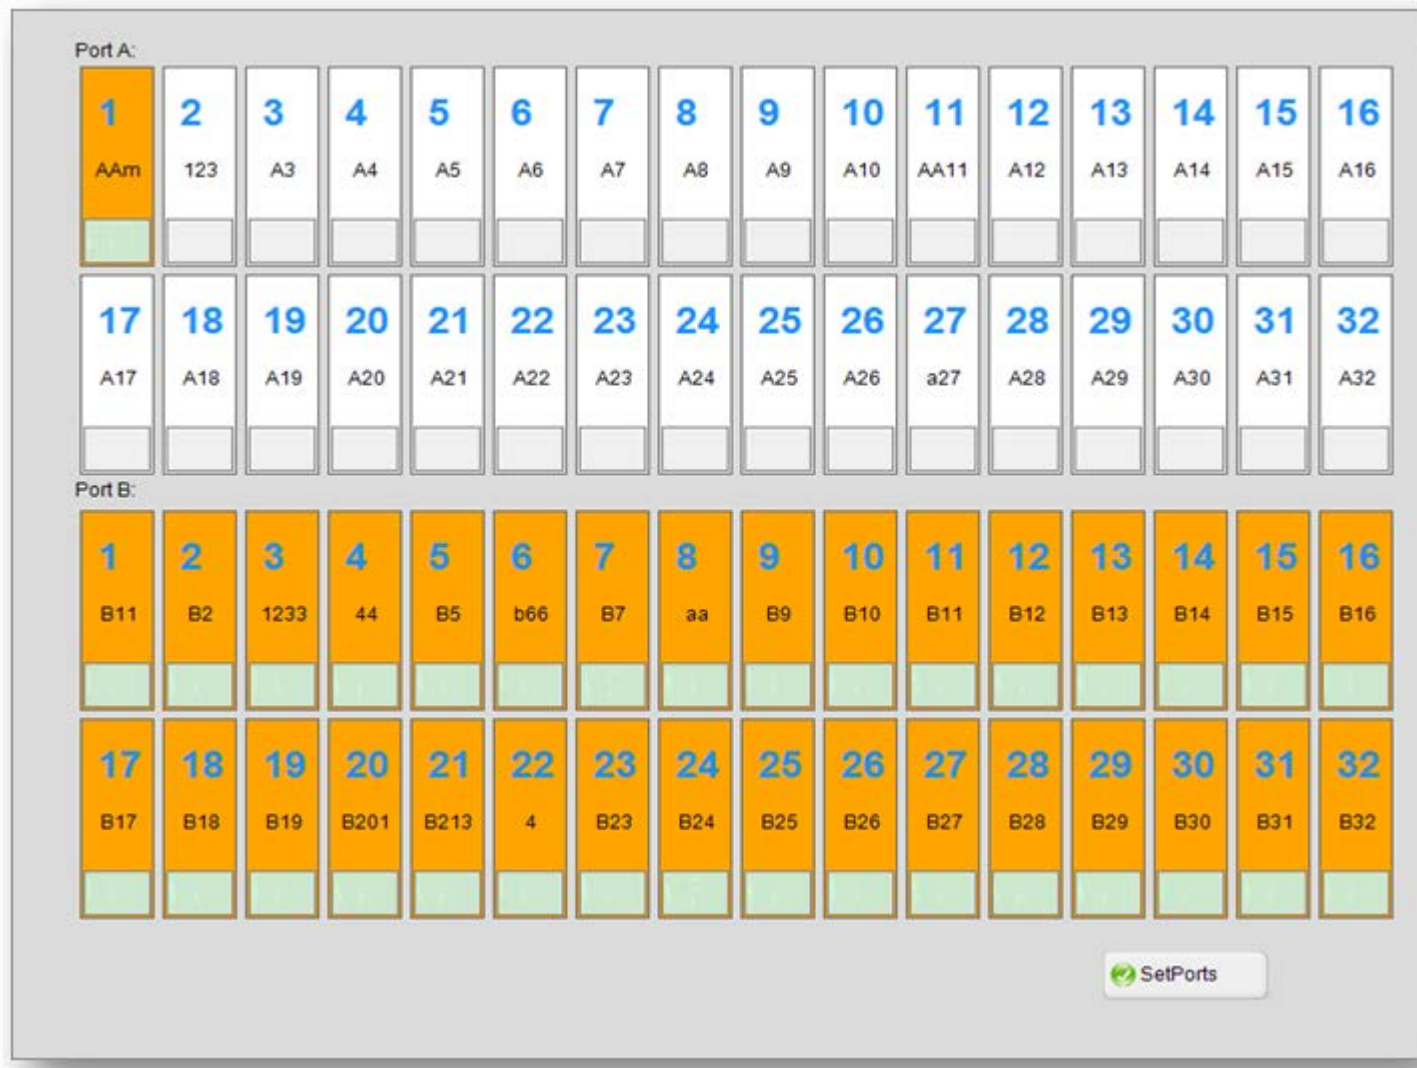 Port A:
1 2 3 4 5 6 7 8 9 10 11 12 13 14 15 16
AAm 123 A3 A4 A5 A6 A7 A8 A9 A10 AA11 A12 A13 A14 A15 A16
17 18 19 20 21 22 23 24 25 26 27 28 29 30 31 32
A17 A18 A19 A20 A21 A22 A23 A24 A25 A26 a27 A28 A29 A30 A31 A32
Port B:
1 2 3 4 5 6 7 8 9 10 11 12 13 14 15 16
B11 B2 1233 44 B5 b66 B7 aa B9 B10 B11 B12 B13 B14 B15 B16
17 18 19 20 21 22 23 24 25 26 27 28 29 30 31 32
B17 B18 B19 B201 B213 4 B23 B24 B25 B26 B27 B28 B29 B30 B31 B32
SetPorts